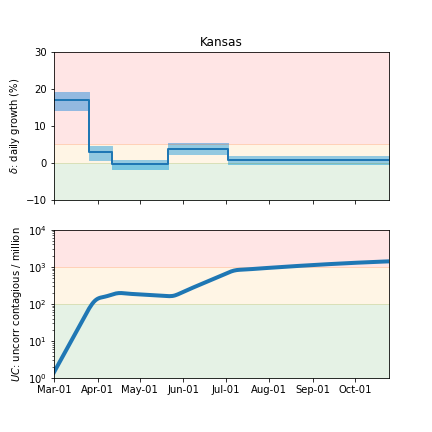 Kansas
δ: daily growth (%)
30
20
10
0
−10
UC: uncorr contagious / million
10⁴
10³
10²
10¹
10⁰
Mar-01 Apr-01 May-01 Jun-01 Jul-01 Aug-01 Sep-01 Oct-01